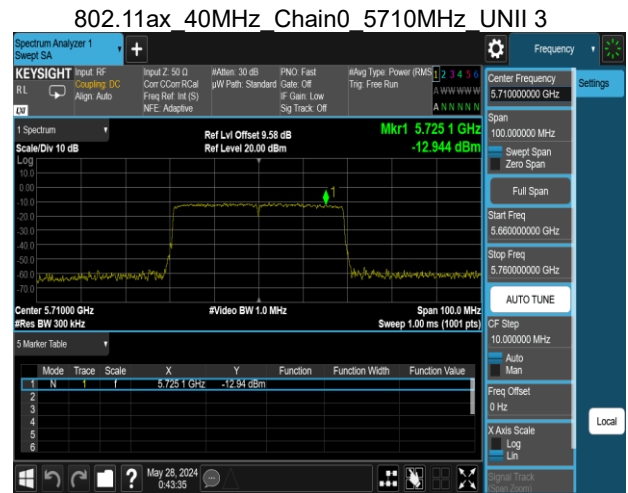 802.11ax_40MHz_Chain0_5710MHz_UNII 3
Spectrum Analyzer 1
Swept SA
Frequency
KEYSIGHT
RL
LXI
Input: RF
Coupling: DC
Align: Auto
Input Z: 50 Ω
Corr CCorr RCal
Freq Ref: Int (S)
NFE: Adaptive
#Atten: 30 dB
µW Path: Standard
PNO: Fast
Gate: Off
IF Gain: Low
Sig Track: Off
#Avg Type: Power (RMS
Trig: Free Run
1 2 3 4 5 6
A W W W W W
A N N N N N
1 Spectrum
Scale/Div 10 dB
Ref Lvl Offset 9.58 dB
Ref Level 20.00 dBm
Mkr1 5.725 1 GHz
-12.944 dBm
Log
10.0
0.00
-10.0
-20.0
-30.0
-40.0
-50.0
-60.0
-70.0
1
Center 5.71000 GHz
#Res BW 300 kHz
#Video BW 1.0 MHz
Span 100.0 MHz
Sweep 1.00 ms (1001 pts)
5 Marker Table
Mode Trace Scale X Y Function Function Width Function Value
1 N 1 f 5.725 1 GHz -12.94 dBm
2
3
4
5
6
May 28, 2024
0:43:35
Center Frequency
5.710000000 GHz
Settings
Span
100.000000 MHz
Swept Span
Zero Span
Full Span
Start Freq
5.660000000 GHz
Stop Freq
5.760000000 GHz
AUTO TUNE
CF Step
10.000000 MHz
Auto
Man
Freq Offset
0 Hz
X Axis Scale
Log
Lin
Local
Signal Track
(Span Zoom)